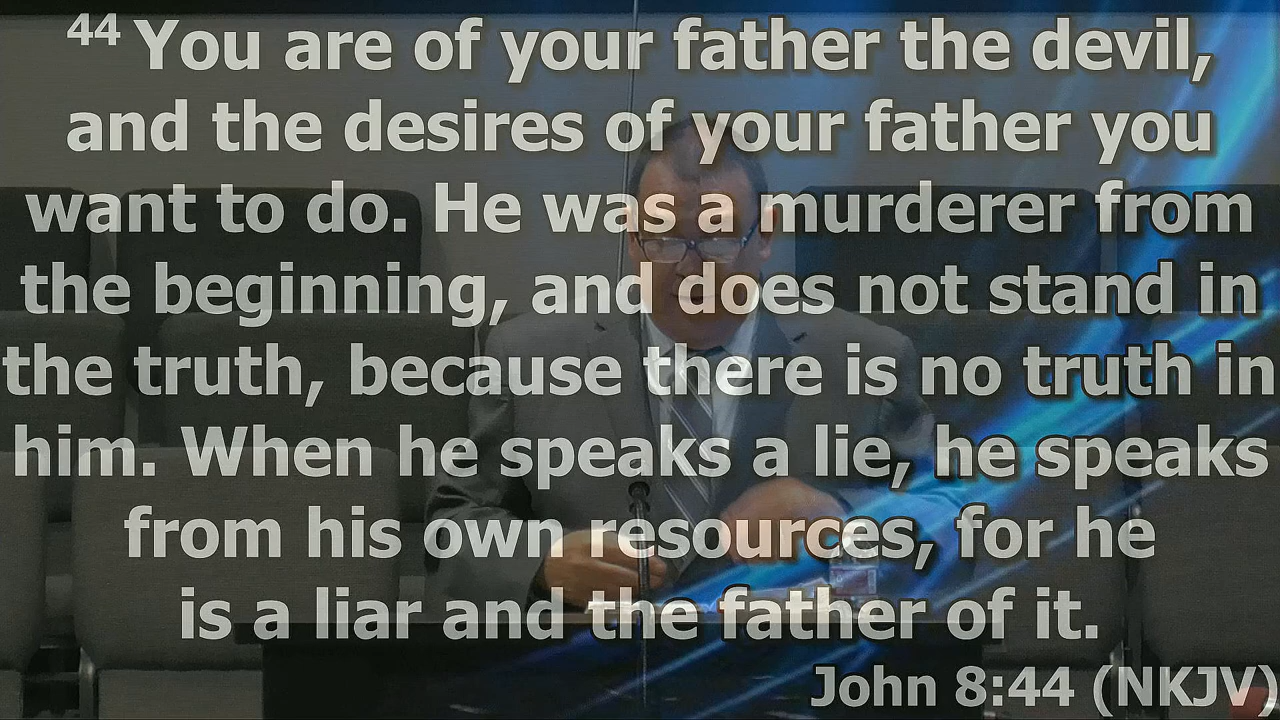 44 You are of your father the devil,
and the desires of your father you
want to do. He was a murderer from
the beginning, and does not stand in
the truth, because there is no truth in
him. When he speaks a lie, he speaks
from his own resources, for he
is a liar and the father of it.
John 8:44 (NKJV)